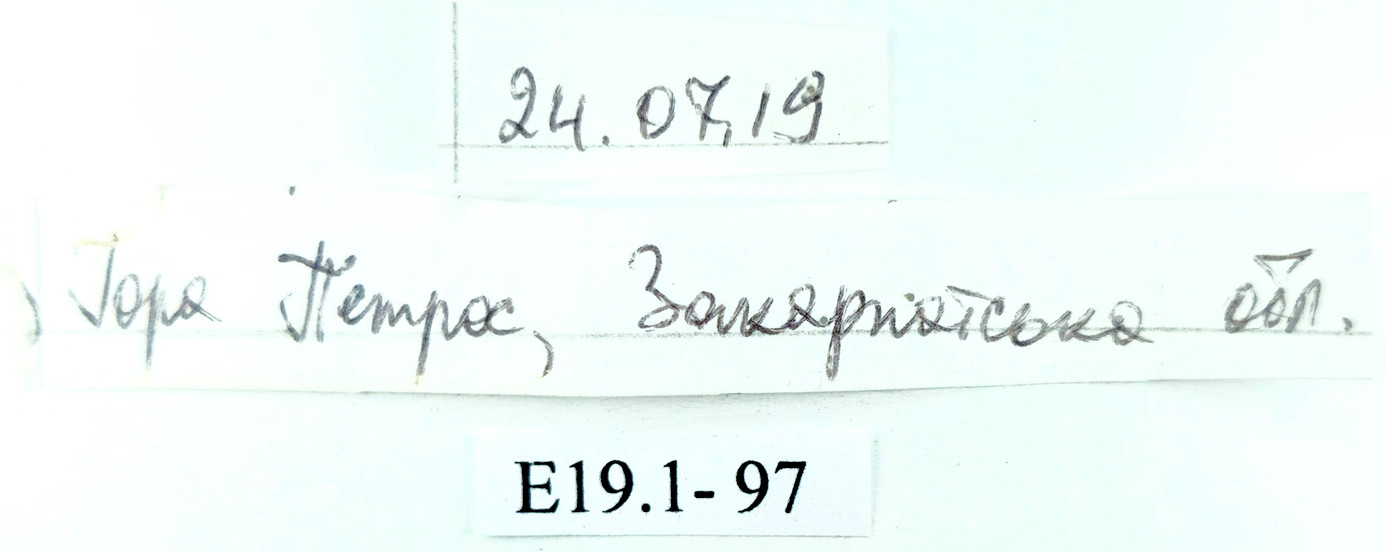 24.07.19
Гора Петрос, Закарпатська обл.
E19.1- 97